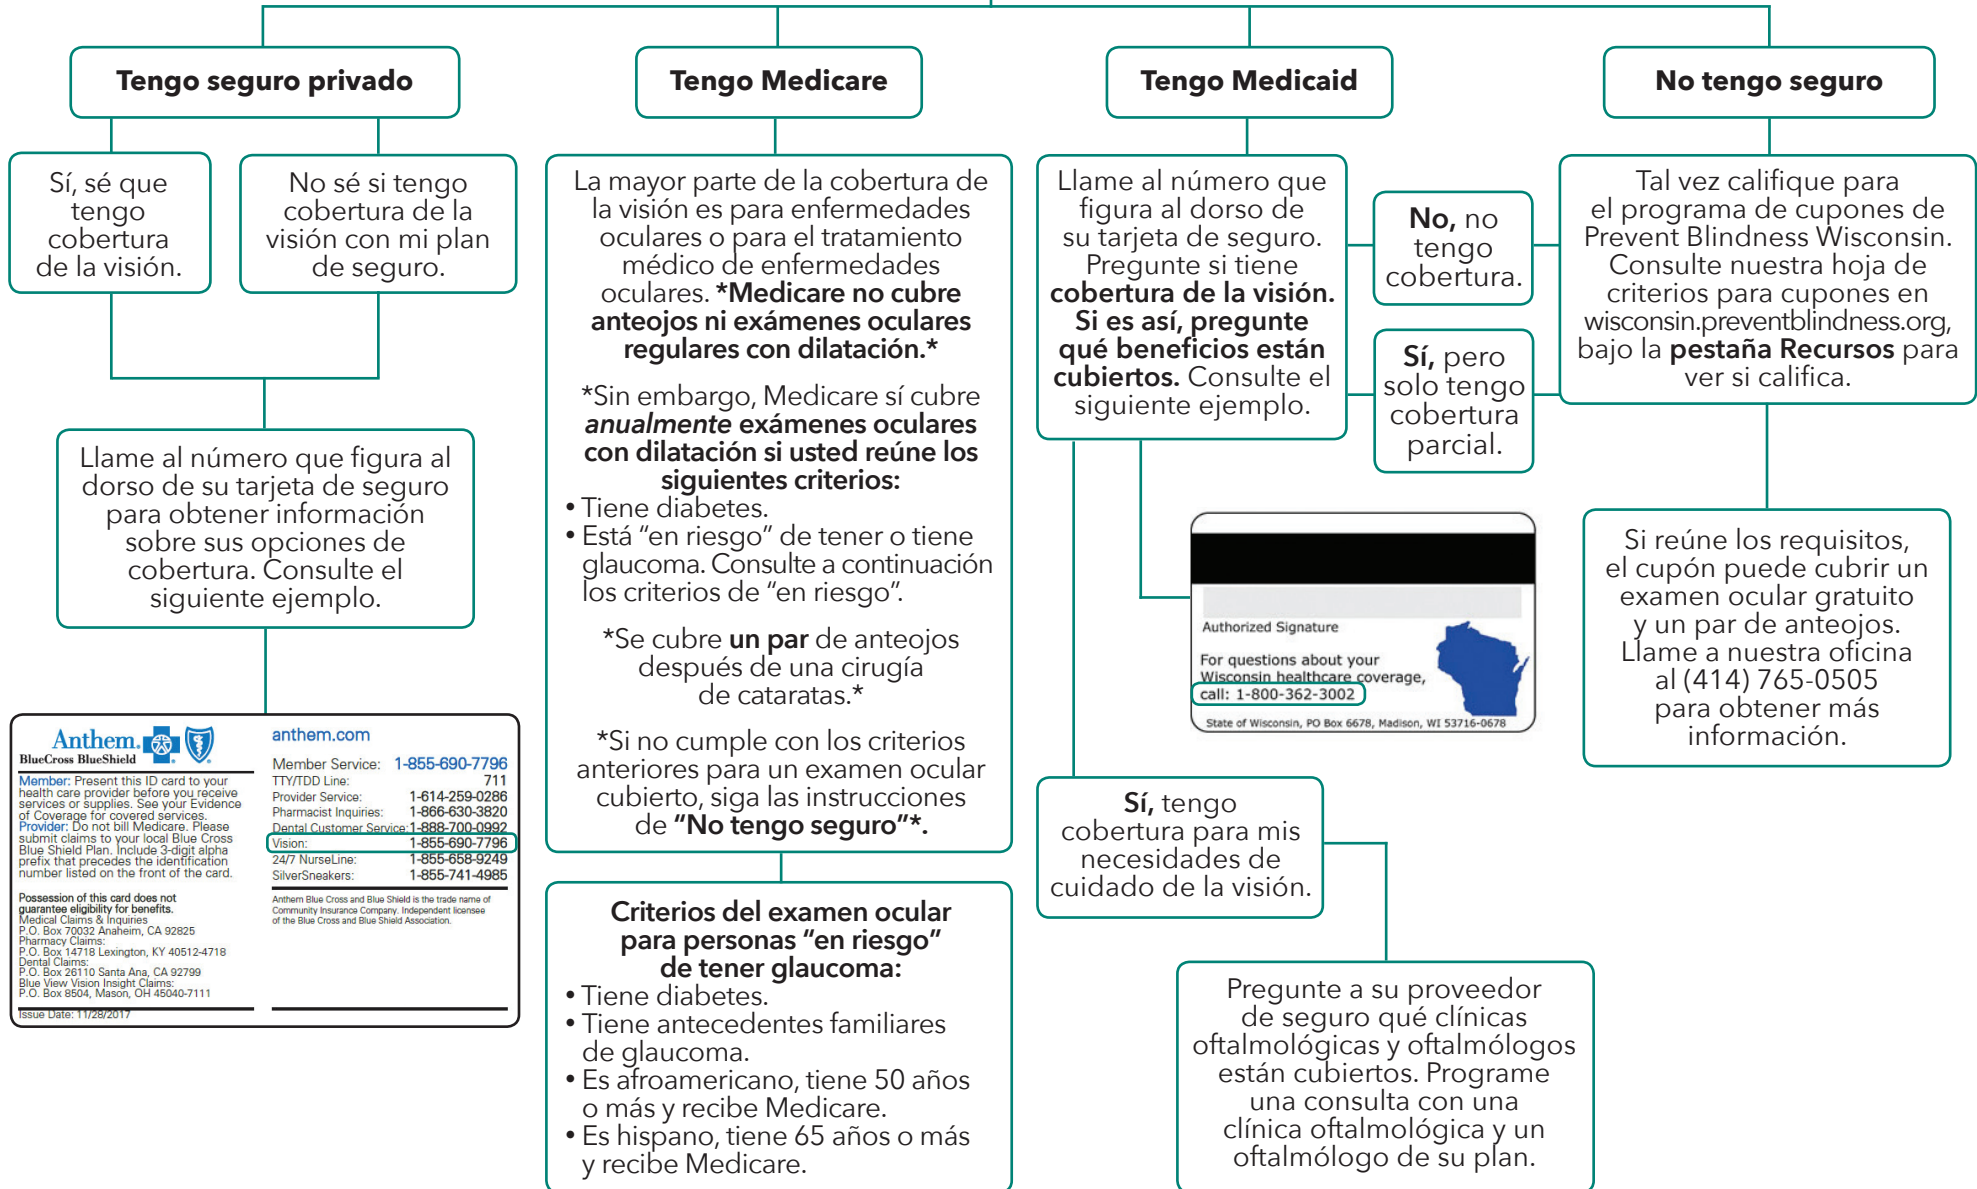 Tengo seguro privado
Sí, sé que
tengo
cobertura
de la visión.
No sé si tengo
cobertura de la
visión con mi plan
de seguro.
Llame al número que figura al
dorso de su tarjeta de seguro
para obtener información
sobre sus opciones de
cobertura. Consulte el
siguiente ejemplo.
Anthem.
BlueCross BlueShield
Member: Present this ID card to your
health care provider before you receive
services or supplies. See your Evidence
of Coverage for covered services.
Provider: Do not bill Medicare. Please
submit claims to your local Blue Cross
Blue Shield Plan. Include 3-digit alpha
prefix that precedes the identification
number listed on the front of the card.
Possession of this card does not
guarantee eligibility for benefits.
Medical Claims & Inquiries
P.O. Box 70032 Anaheim, CA 92825
Pharmacy Claims:
P.O. Box 14718 Lexington, KY 40512-4718
Dental Claims:
P.O. Box 26110 Santa Ana, CA 92799
Blue View Vision Insight Claims:
P.O. Box 8504, Mason, OH 45040-7111
Issue Date: 11/28/2017
anthem.com
Member Service: 1-855-690-7796
TTY/TDD Line: 711
Provider Service: 1-614-259-0286
Pharmacist Inquiries: 1-866-630-3820
Dental Customer Service: 1-888-700-0992
Vision: 1-855-690-7796
24/7 NurseLine: 1-855-658-9249
SilverSneakers: 1-855-741-4985
Anthem Blue Cross and Blue Shield is the trade name of
Community Insurance Company. Independent licensee
of the Blue Cross and Blue Shield Association.
Tengo Medicare
La mayor parte de la cobertura de
la visión es para enfermedades
oculares o para el tratamiento
médico de enfermedades
oculares. *Medicare no cubre
anteojos ni exámenes oculares
regulares con dilatación.*
*Sin embargo, Medicare sí cubre
anualmente exámenes oculares
con dilatación si usted reúne los
siguientes criterios:
• Tiene diabetes.
• Está “en riesgo” de tener o tiene
glaucoma. Consulte a continuación
los criterios de “en riesgo”.
*Se cubre un par de anteojos
después de una cirugía
de cataratas.*
*Si no cumple con los criterios
anteriores para un examen ocular
cubierto, siga las instrucciones
de “No tengo seguro”*.
Criterios del examen ocular
para personas “en riesgo”
de tener glaucoma:
• Tiene diabetes.
• Tiene antecedentes familiares
de glaucoma.
• Es afroamericano, tiene 50 años
o más y recibe Medicare.
• Es hispano, tiene 65 años o más
y recibe Medicare.
Tengo Medicaid
Llame al número que
figura al dorso de
su tarjeta de seguro.
Pregunte si tiene
cobertura de la visión.
Si es así, pregunte
qué beneficios están
cubiertos. Consulte el
siguiente ejemplo.
No, no
tengo
cobertura.
Sí, pero
solo tengo
cobertura
parcial.
Authorized Signature
For questions about your
Wisconsin healthcare coverage,
call: 1-800-362-3002
State of Wisconsin, PO Box 6678, Madison, WI 53716-0678
Sí, tengo
cobertura para mis
necesidades de
cuidado de la visión.
Pregunte a su proveedor
de seguro qué clínicas
oftalmológicas y oftalmólogos
están cubiertos. Programe
una consulta con una
clínica oftalmológica y un
oftalmólogo de su plan.
No tengo seguro
Tal vez califique para
el programa de cupones de
Prevent Blindness Wisconsin.
Consulte nuestra hoja de
criterios para cupones en
wisconsin.preventblindness.org,
bajo la pestaña Recursos para
ver si califica.
Si reúne los requisitos,
el cupón puede cubrir un
examen ocular gratuito
y un par de anteojos.
Llame a nuestra oficina
al (414) 765-0505
para obtener más
información.